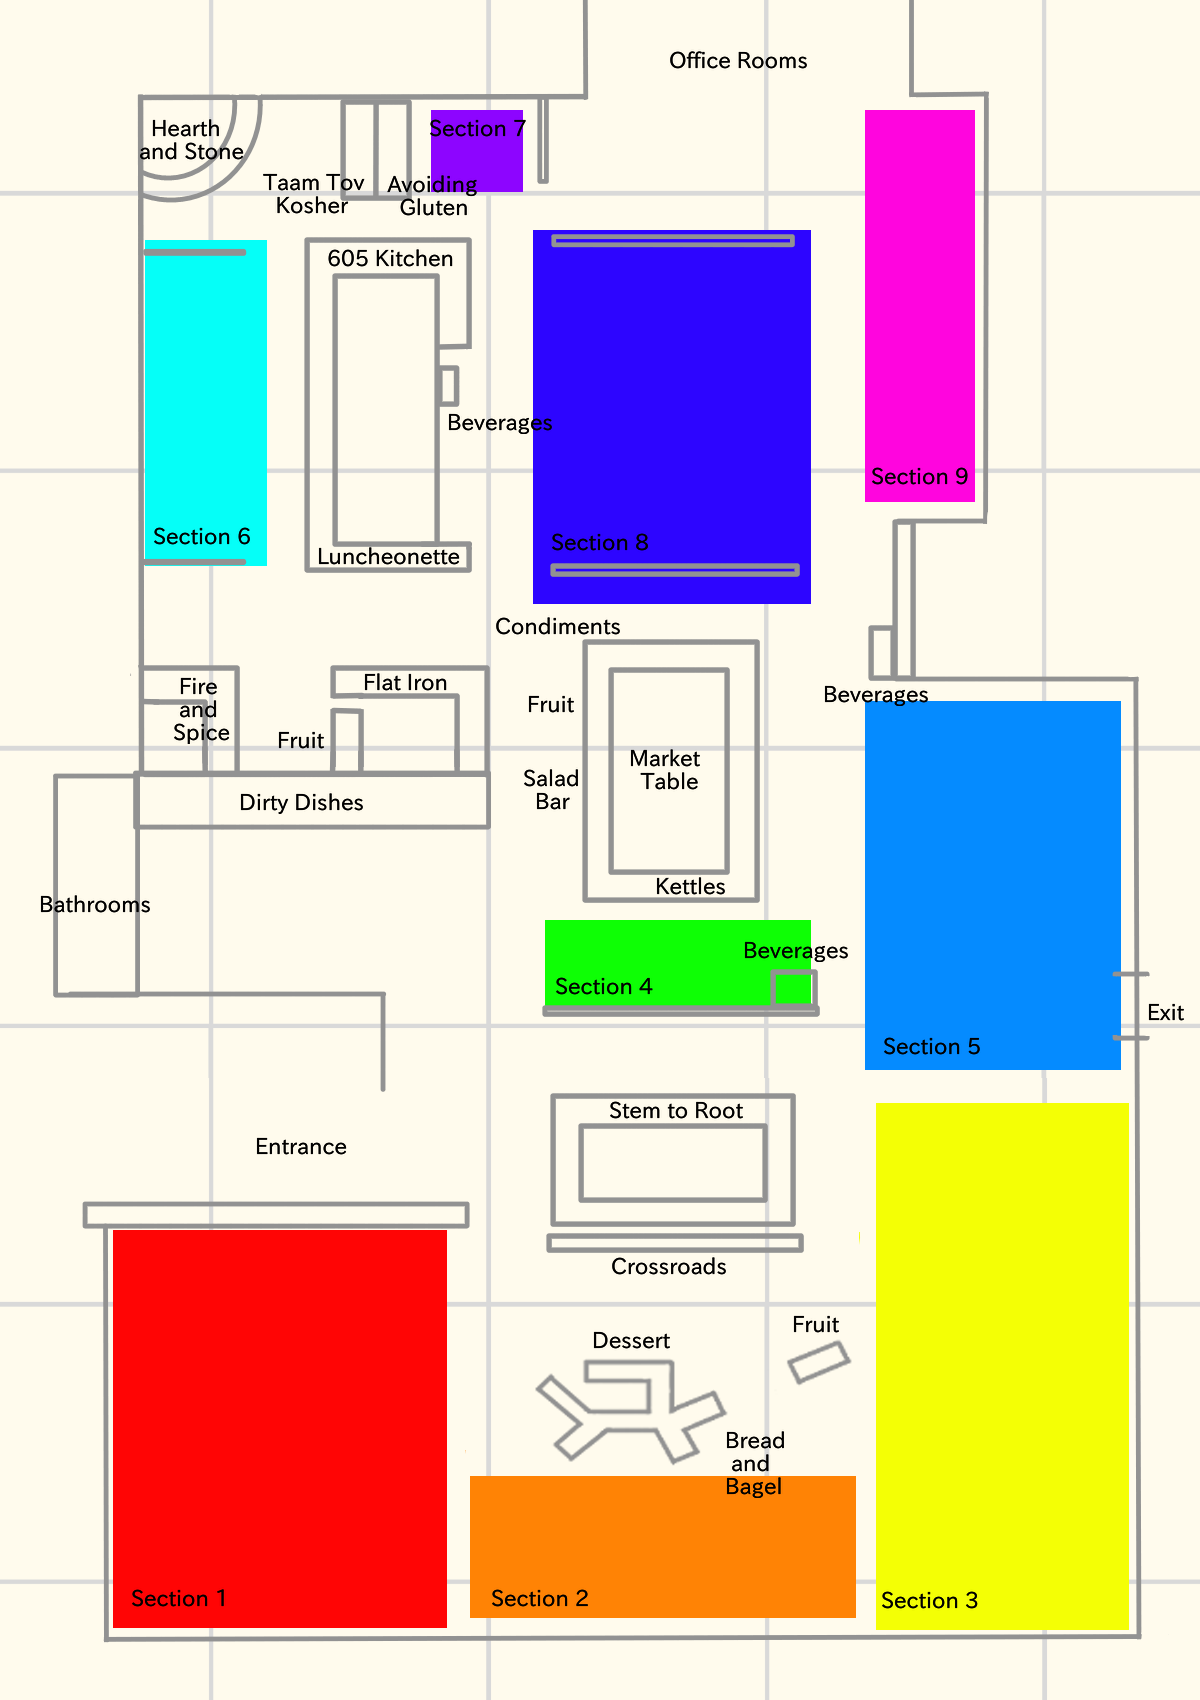 Office Rooms
Hearth
and Stone
Section 7
Taam Tov
Kosher
Avoiding
Gluten
605 Kitchen
Beverages
Section 9
Section 6
Section 8
Luncheonette
Condiments
Fire
and
Spice
Flat Iron
Fruit
Fruit
Beverages
Market
Table
Salad
Bar
Dirty Dishes
Kettles
Bathrooms
Beverages
Section 4
Exit
Section 5
Stem to Root
Entrance
Crossroads
Fruit
Dessert
Bread
and
Bagel
Section 1
Section 2
Section 3